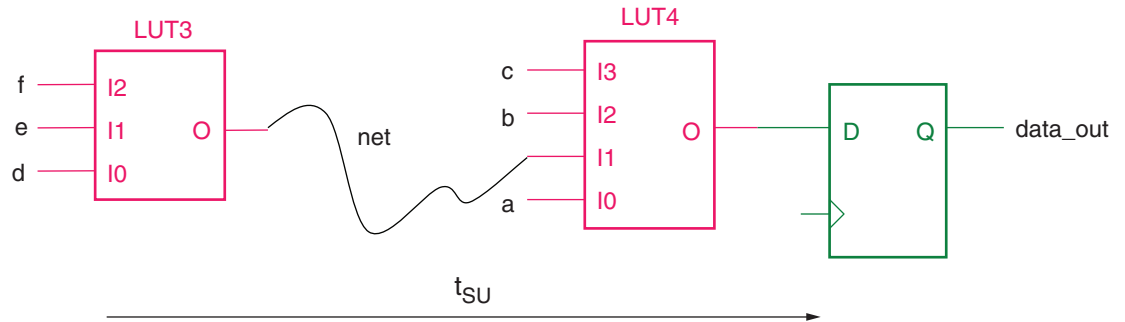 LUT3
f
I2
e
I1
O
d
I0
net
LUT4
c
I3
b
I2
O
I1
a
I0
D
Q
data_out
tSU